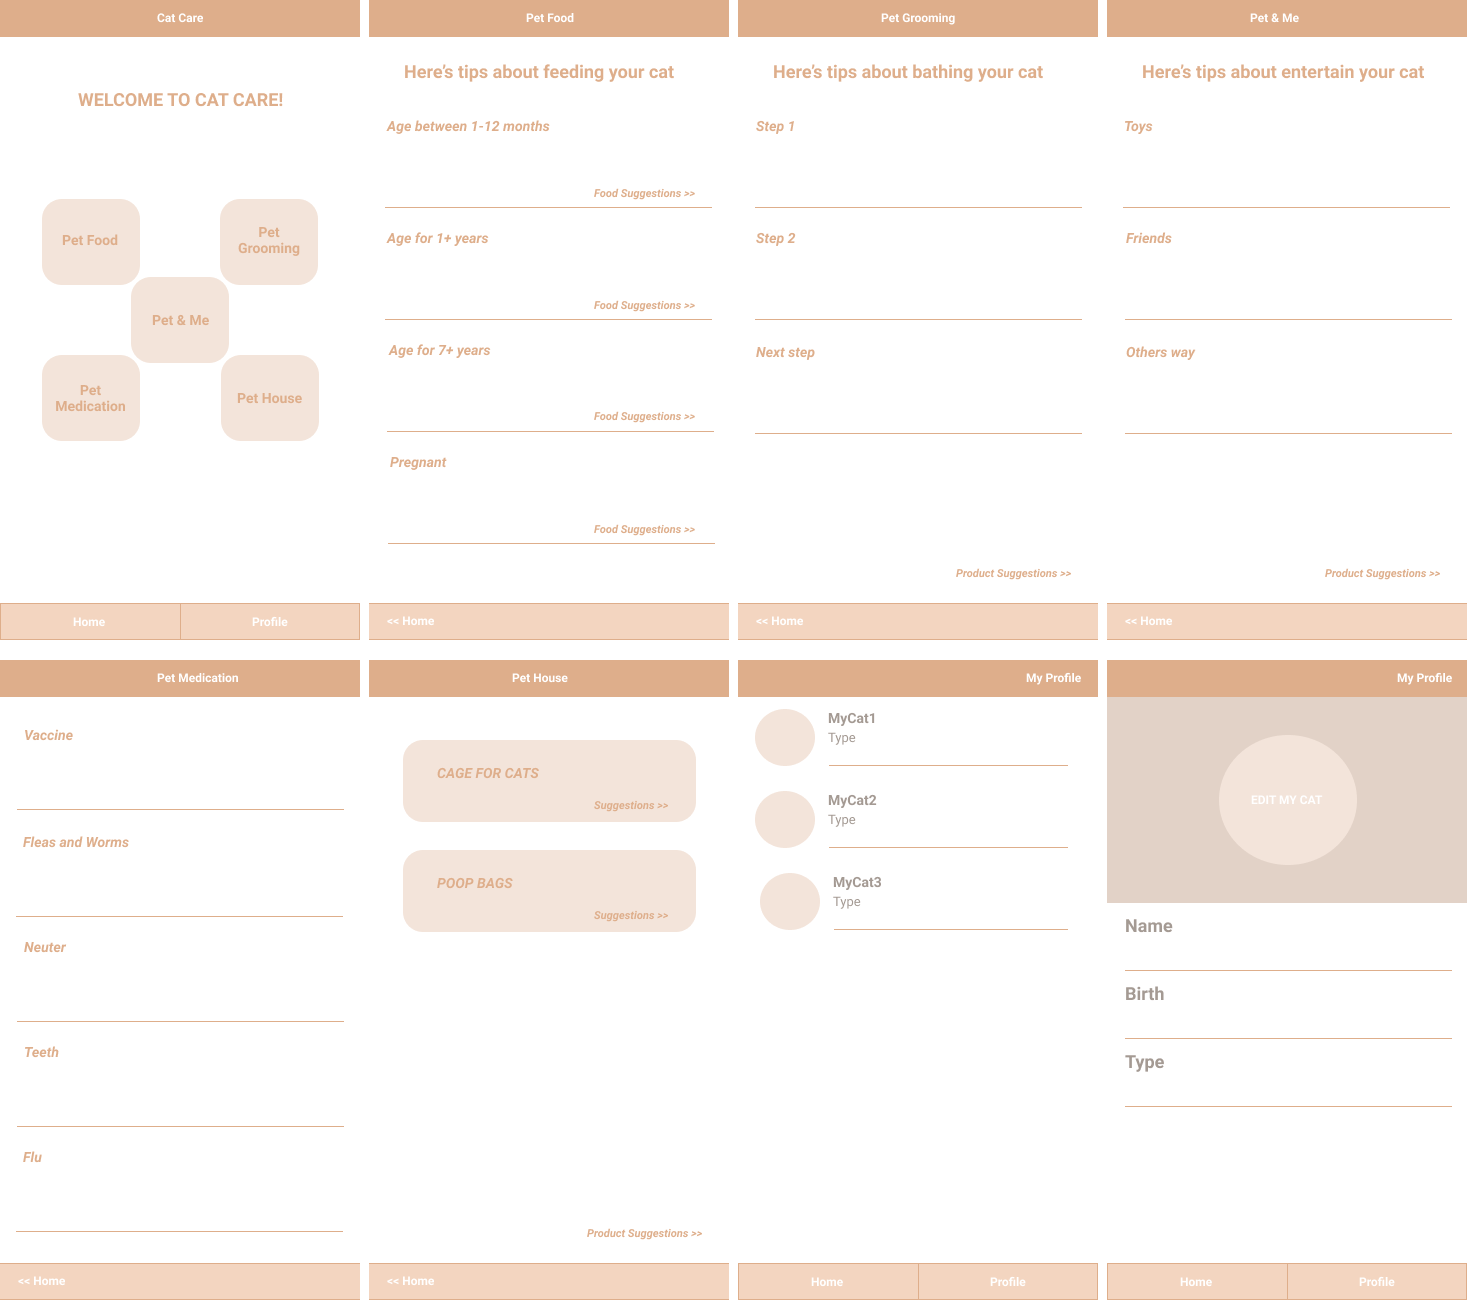 Cat Care
WELCOME TO CAT CARE!
Pet Food
Pet
Grooming
Pet & Me
Pet
Medication
Pet House
Home
Profile
Pet Food
Here's tips about feeding your cat
Age between 1-12 months
Food Suggestions >>
Age for 1+ years
Food Suggestions >>
Age for 7+ years
Food Suggestions >>
Pregnant
Food Suggestions >>
<< Home
Pet Grooming
Here's tips about bathing your cat
Step 1
Step 2
Next step
Product Suggestions >>
<< Home
Pet & Me
Here's tips about entertain your cat
Toys
Friends
Others way
Product Suggestions >>
<< Home
Pet Medication
Vaccine
Fleas and Worms
Neuter
Teeth
Flu
<< Home
Pet House
CAGE FOR CATS
Suggestions >>
POOP BAGS
Suggestions >>
Product Suggestions >>
<< Home
My Profile
MyCat1
Type
MyCat2
Type
MyCat3
Type
Home
Profile
My Profile
EDIT MY CAT
Name
Birth
Type
Home
Profile